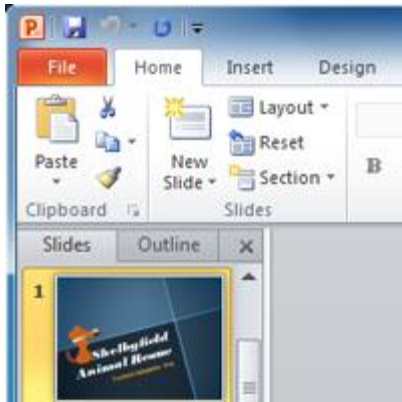 P
File Home Insert Design
Paste
New Slide
Layout
Reset
Section
B
Clipboard Slides
Slides Outline
1
Shelbyfield
Animal Rescue